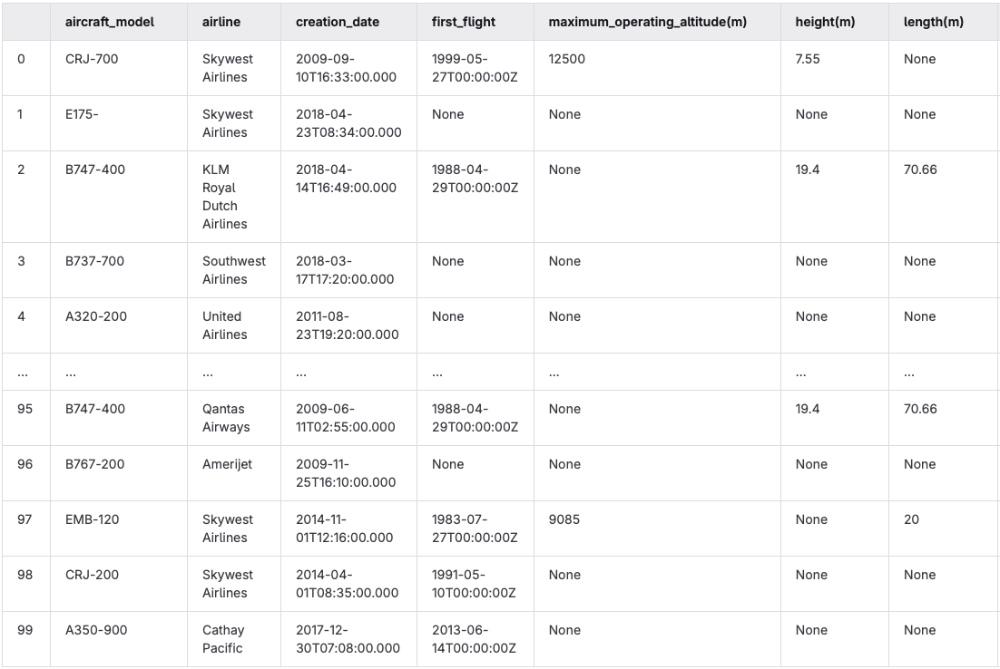 aircraft_model airline creation_date first_flight maximum_operating_altitude(m) height(m) length(m)
0 CRJ-700 Skywest 2009-09- 1999-05- 12500 7.55 None
Airlines 10T16:33:00.000 27T00:00:00Z
1 E175- Skywest 2018-04- None None None None
Airlines 23T08:34:00.000
2 B747-400 KLM 2018-04- 1988-04- None 19.4 70.66
Royal 14T16:49:00.000 29T00:00:00Z
Dutch
Airlines
3 B737-700 Southwest 2018-03- None None None None
Airlines 17T17:20:00.000
4 A320-200 United 2011-08- None None None None
Airlines 23T19:20:00.000
... ... ... ... ... ... ... ...
95 B747-400 Qantas 2009-06- 1988-04- None 19.4 70.66
Airways 11T02:55:00.000 29T00:00:00Z
96 B767-200 Amerijet 2009-11- None None None None
25T16:10:00.000
97 EMB-120 Skywest 2014-11- 1983-07- 9085 None 20
Airlines 01T12:16:00.000 27T00:00:00Z
98 CRJ-200 Skywest 2014-04- 1991-05- None None None
Airlines 01T08:35:00.000 10T00:00:00Z
99 A350-900 Cathay 2017-12- 2013-06- None None None
Pacific 30T07:08:00.000 14T00:00:00Z